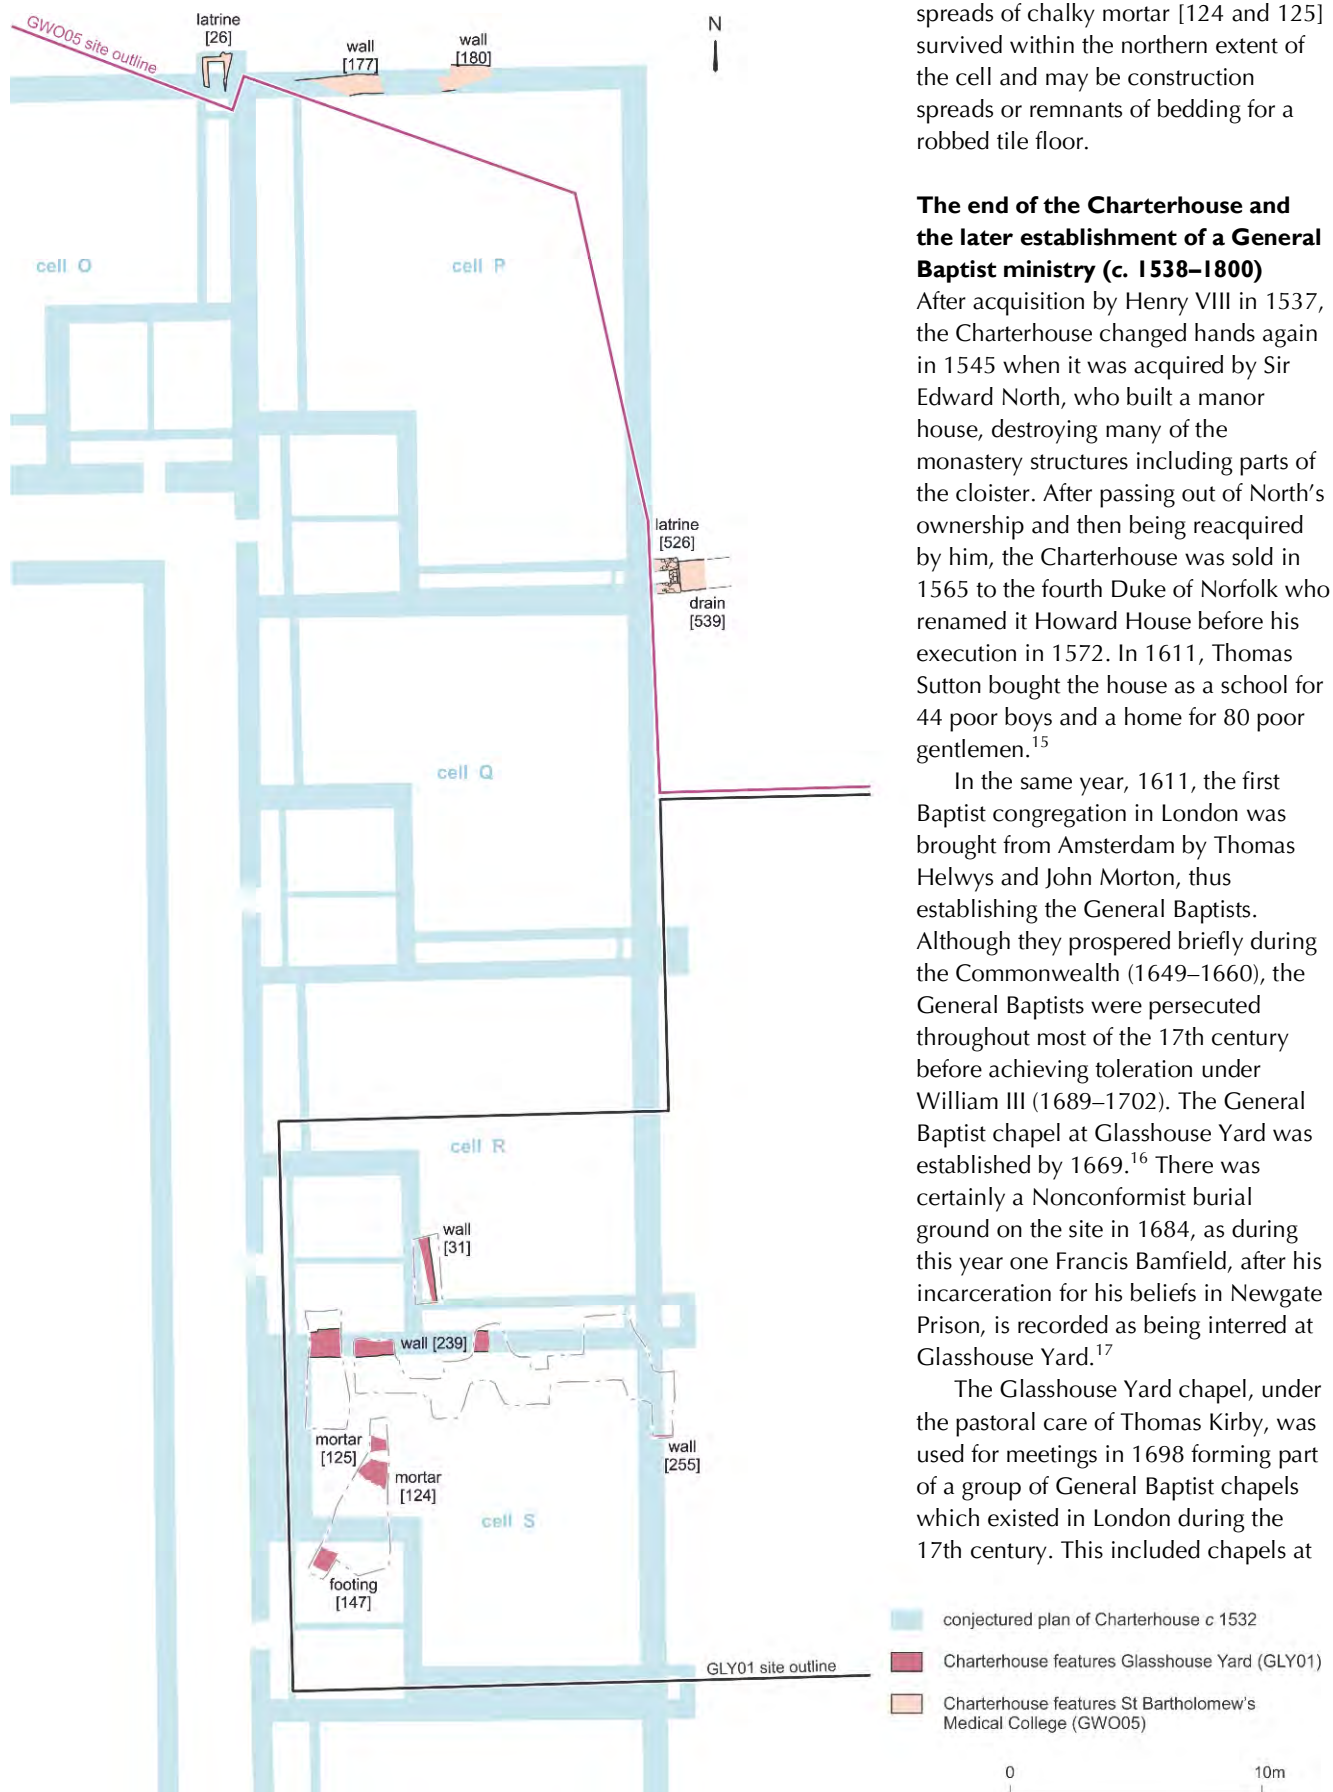 GWO05 site outline
latrine
[26]
wall
[177]
wall
[180]
N
cell O
cell P
latrine
[526]
drain
[539]
cell Q
cell R
wall
[31]
wall [239]
mortar
[125]
mortar
[124]
wall
[255]
cell S
footing
[147]
GLY01 site outline
spreads of chalky mortar [124 and 125]
survived within the northern extent of
the cell and may be construction
spreads or remnants of bedding for a
robbed tile floor.
The end of the Charterhouse and
the later establishment of a General
Baptist ministry (c. 1538–1800)
After acquisition by Henry VIII in 1537,
the Charterhouse changed hands again
in 1545 when it was acquired by Sir
Edward North, who built a manor
house, destroying many of the
monastery structures including parts of
the cloister. After passing out of North's
ownership and then being reacquired
by him, the Charterhouse was sold in
1565 to the fourth Duke of Norfolk who
renamed it Howard House before his
execution in 1572. In 1611, Thomas
Sutton bought the house as a school for
44 poor boys and a home for 80 poor
gentlemen.15
In the same year, 1611, the first
Baptist congregation in London was
brought from Amsterdam by Thomas
Helwys and John Morton, thus
establishing the General Baptists.
Although they prospered briefly during
the Commonwealth (1649–1660), the
General Baptists were persecuted
throughout most of the 17th century
before achieving toleration under
William III (1689–1702). The General
Baptist chapel at Glasshouse Yard was
established by 1669.16 There was
certainly a Nonconformist burial
ground on the site in 1684, as during
this year one Francis Bamfield, after his
incarceration for his beliefs in Newgate
Prison, is recorded as being interred at
Glasshouse Yard.17
The Glasshouse Yard chapel, under
the pastoral care of Thomas Kirby, was
used for meetings in 1698 forming part
of a group of General Baptist chapels
which existed in London during the
17th century. This included chapels at
conjectured plan of Charterhouse c 1532
Charterhouse features Glasshouse Yard (GLY01)
Charterhouse features St Bartholomew's
Medical College (GWO05)
0 10m